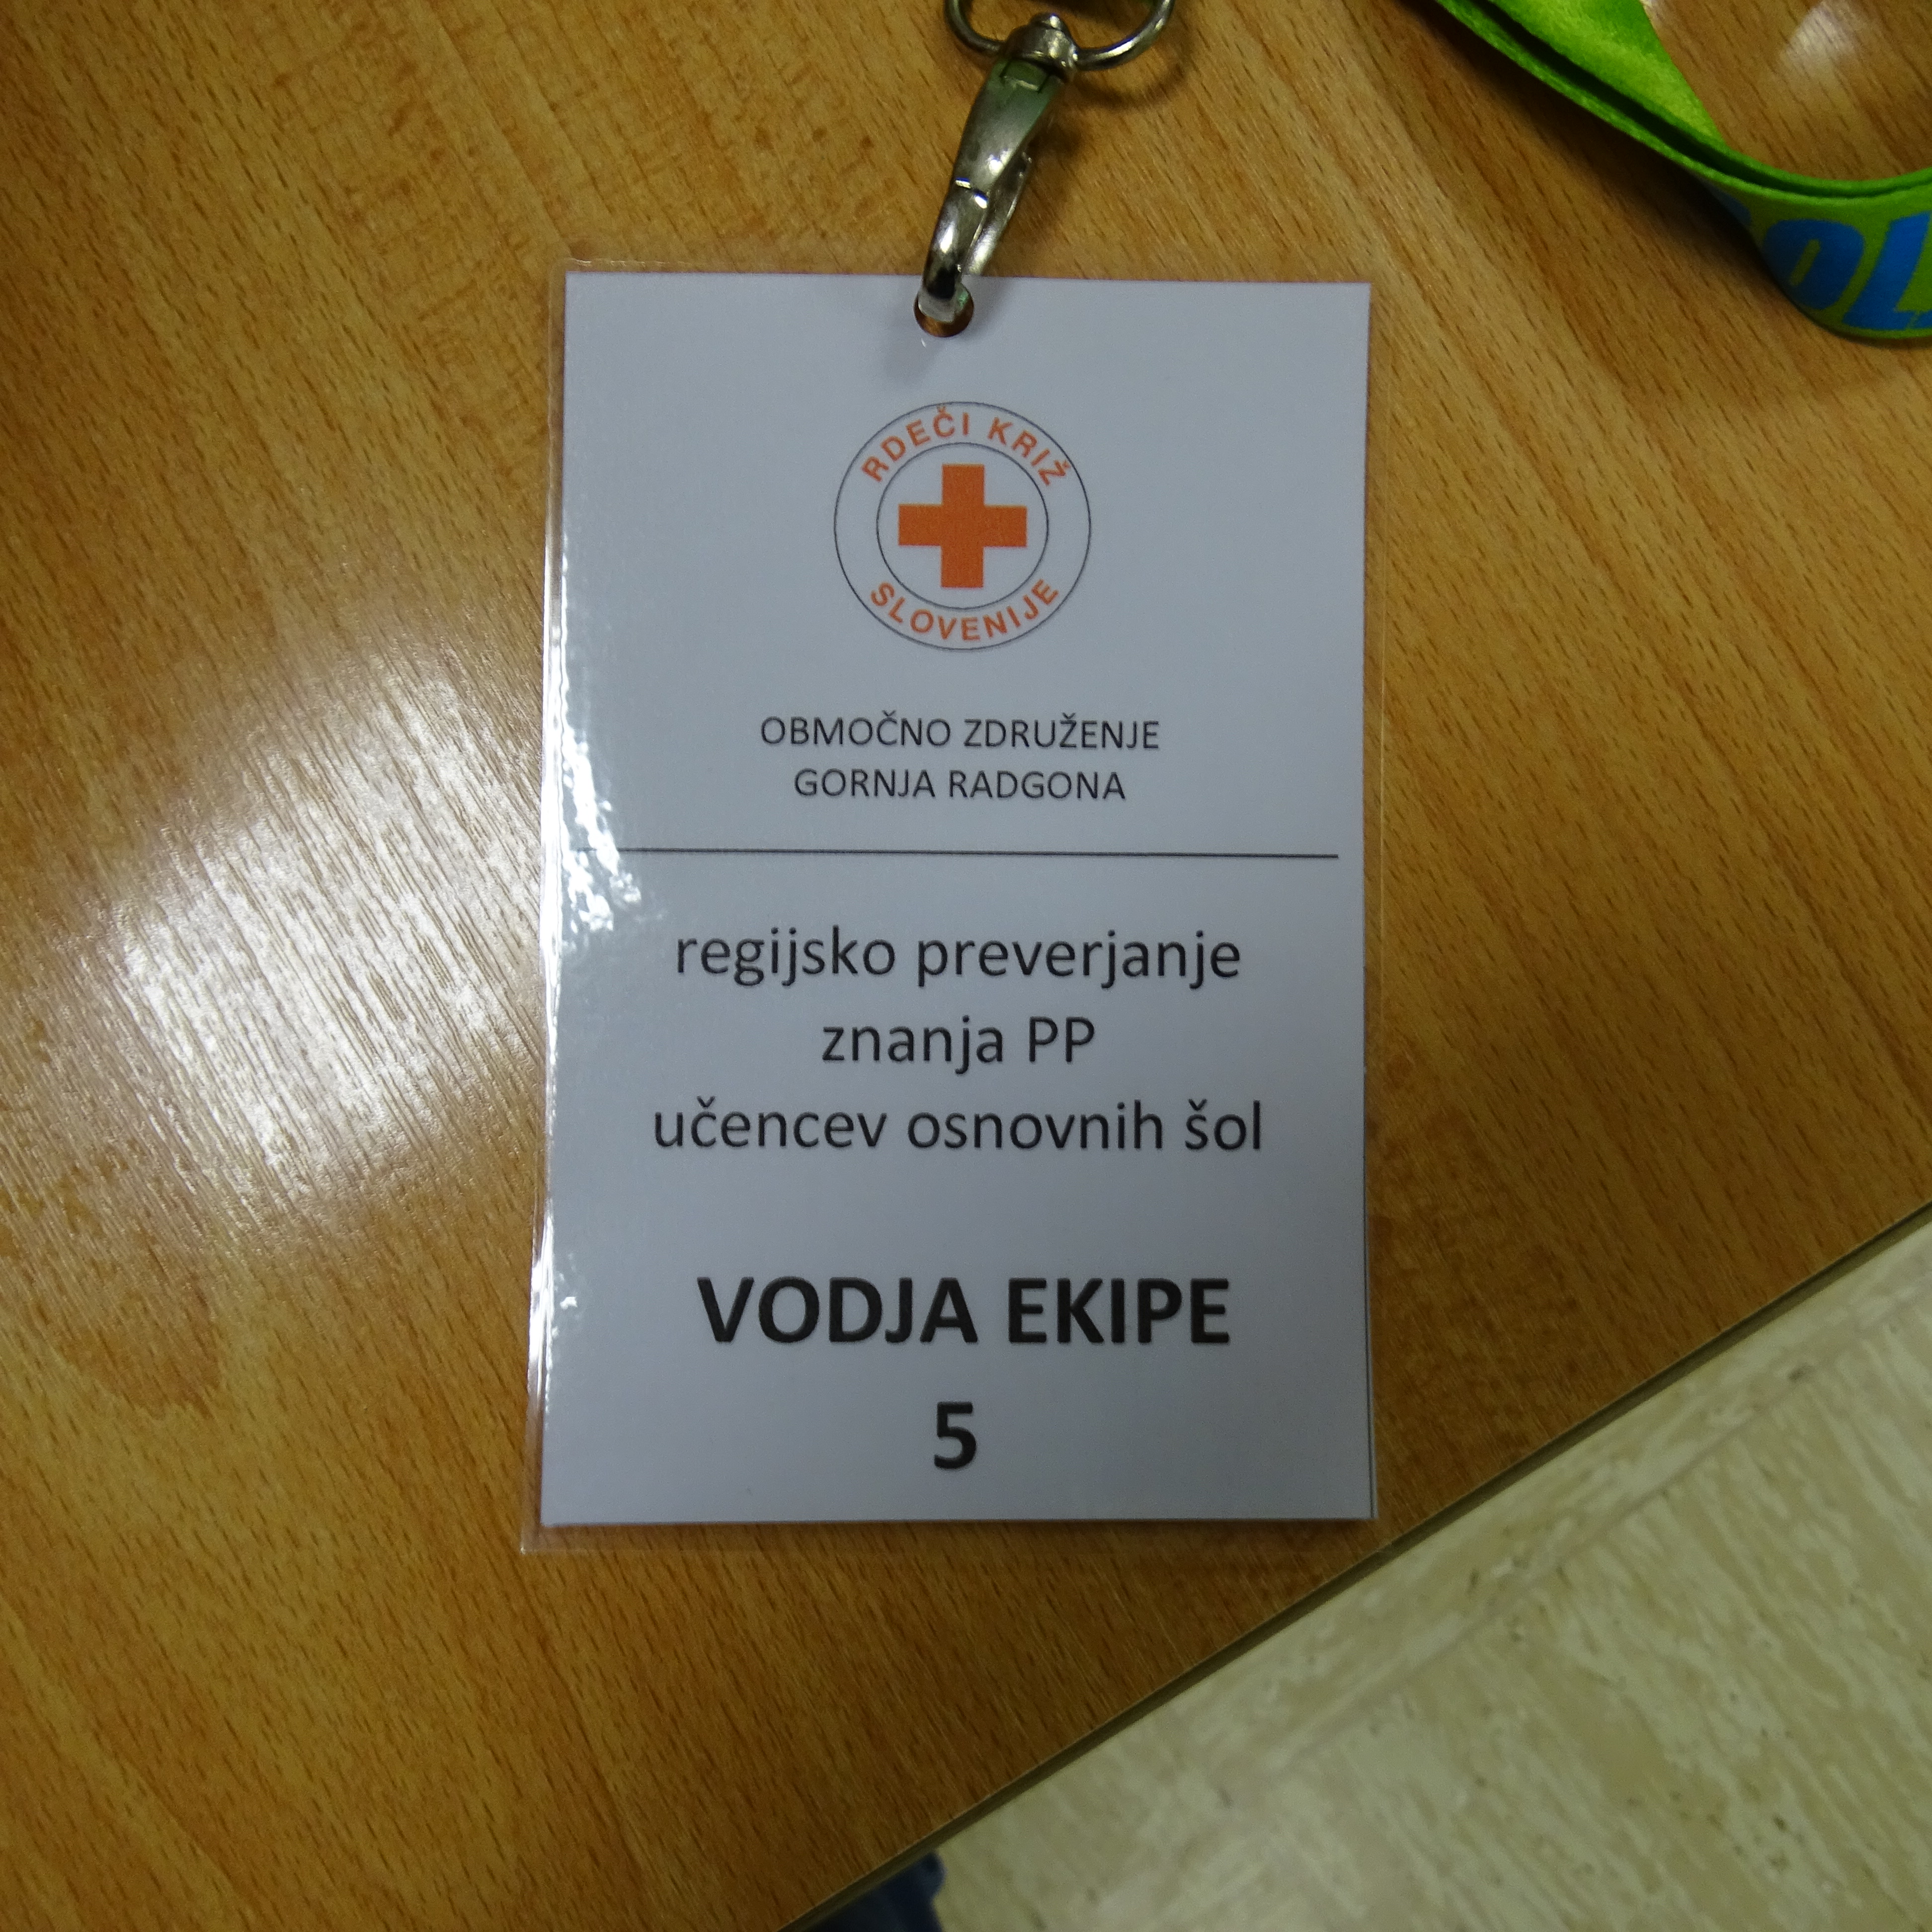 RDEČI KRIŽ
SLOVENIJE
OBMOČNO ZDRUŽENJE
GORNJA RADGONA
regijsko preverjanje
znanja PP
učencev osnovnih šol
VODJA EKIPE
5